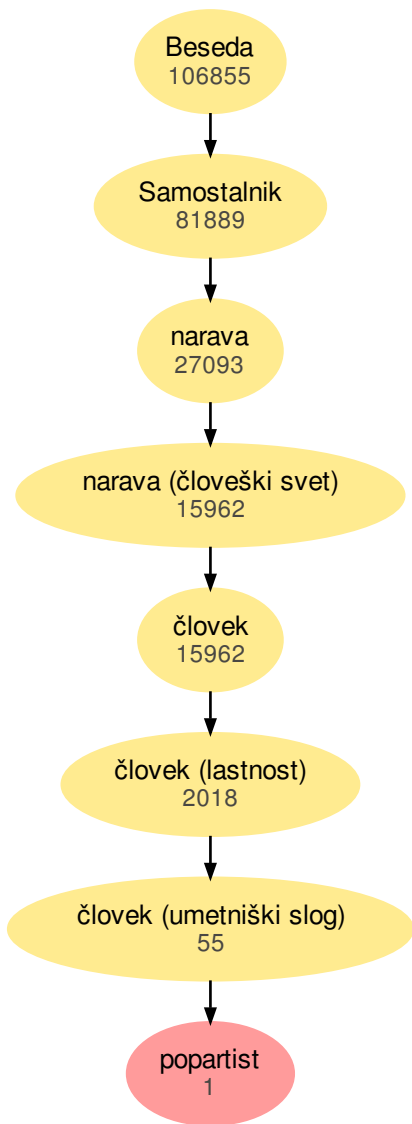 Beseda
106855
Samostalnik
81889
narava
27093
narava (človeški svet)
15962
človek
15962
človek (lastnost)
2018
človek (umetniški slog)
55
popartist
1